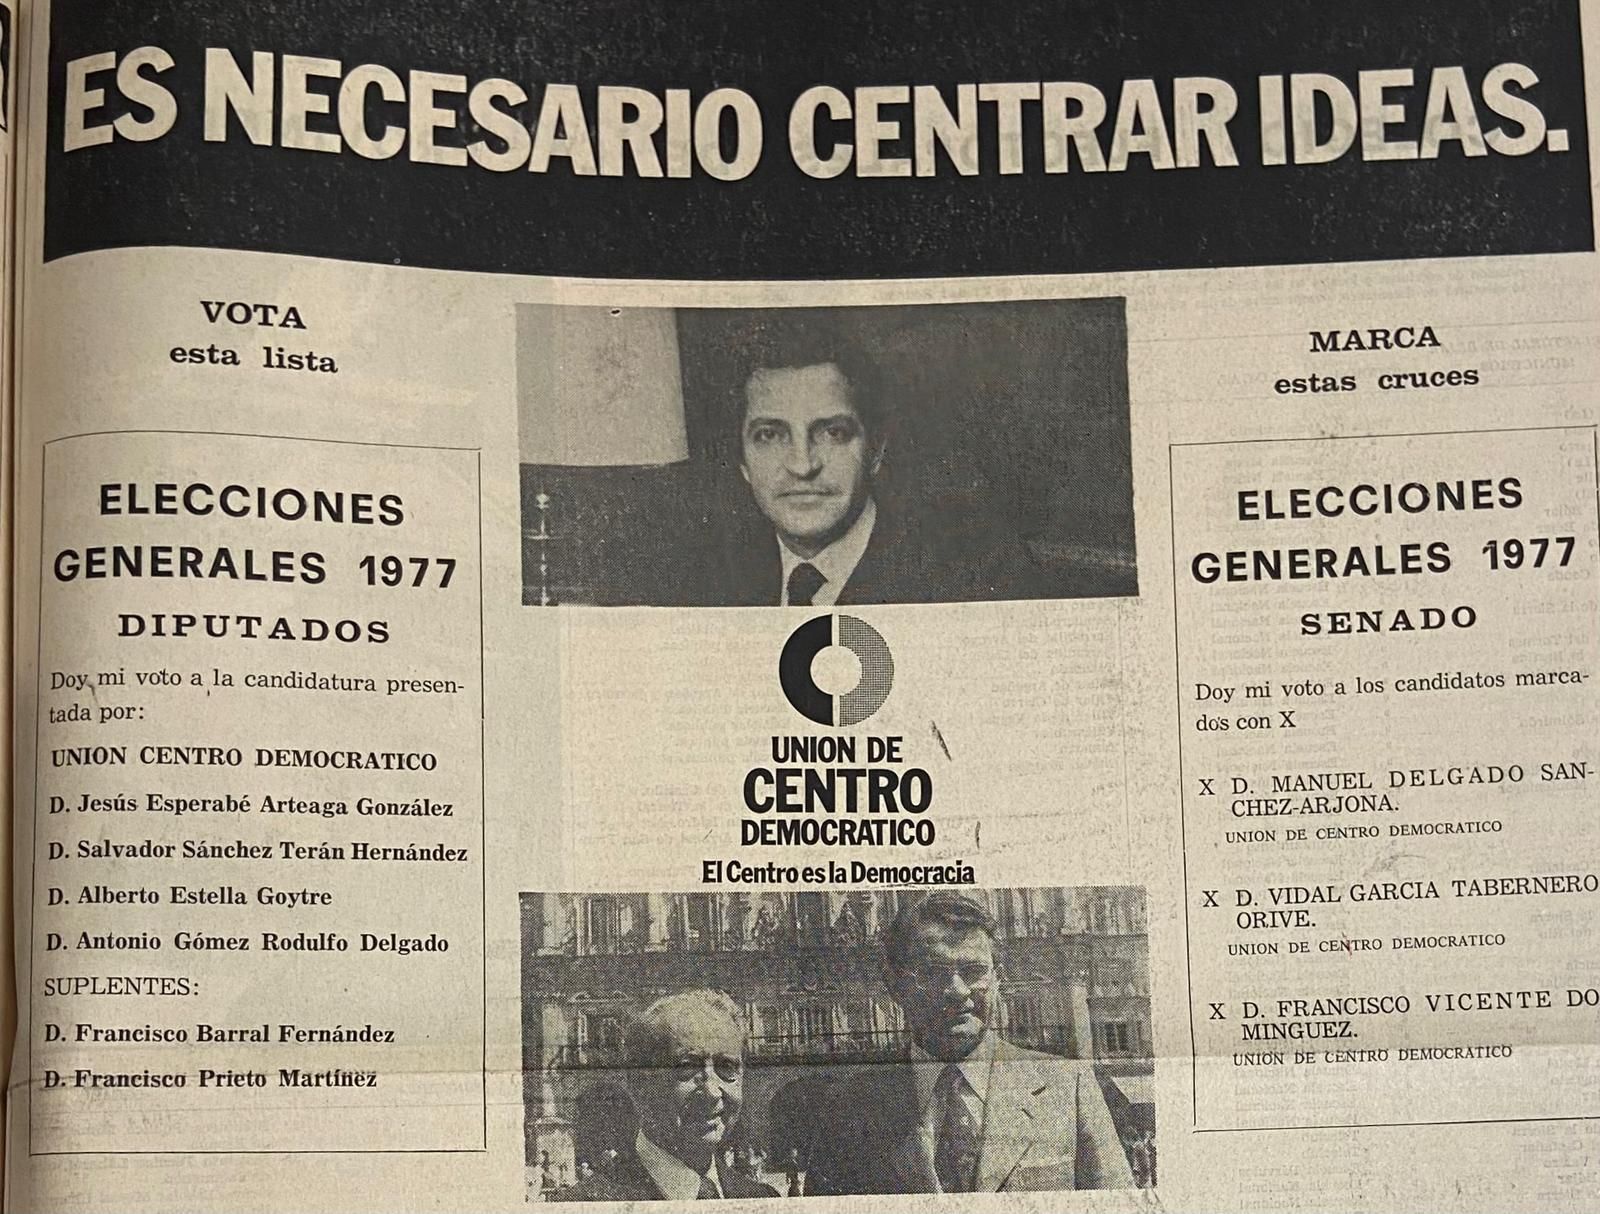 ES NECESARIO CENTRAR IDEAS.
VOTA
esta lista
ELECCIONES
GENERALES 1977
DIPUTADOS
Doy mi voto a la candidatura presen-
tada por:
UNION CENTRO DEMOCRATICO
D. Jesús Esperabé Arteaga González
D. Salvador Sánchez Terán Hernández
D. Alberto Estella Goytre
D. Antonio Gómez Rodulfo Delgado
SUPLENTES:
D. Francisco Barral Fernández
D. Francisco Prieto Martínez
UNION DE
CENTRO
DEMOCRATICO
El Centro es la Democracia
MARCA
estas cruces
ELECCIONES
GENERALES 1977
SENADO
Doy mi voto a los candidatos marca-
dos con X
X D. MANUEL DELGADO SAN-
CHEZ-ARJONA.
UNION DE CENTRO DEMOCRATICO
X D. VIDAL GARCIA TABERNERO
ORIVE.
UNION DE CENTRO DEMOCRATICO
X D. FRANCISCO VICENTE DO
MINGUEZ.
UNION DE CENTRO DEMOCRATICO